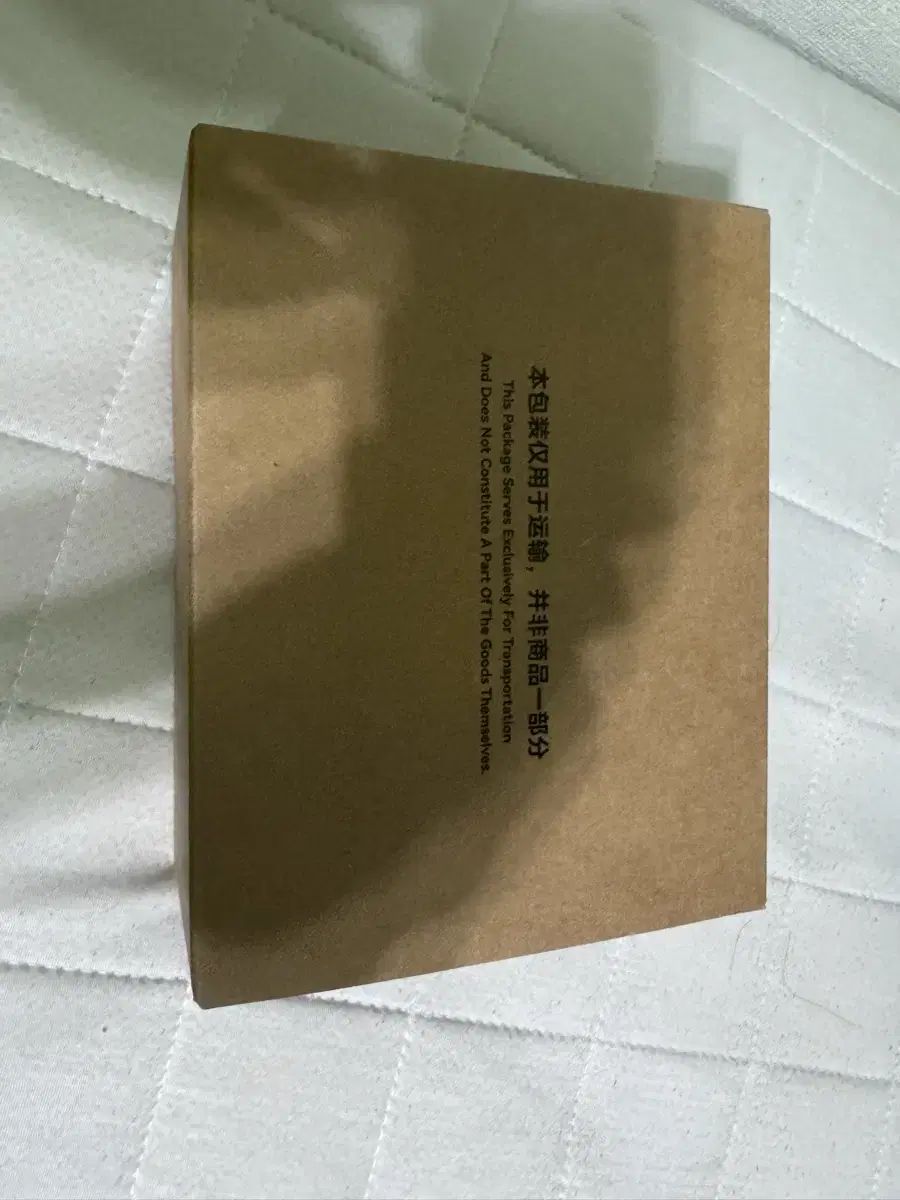 本包装仅用于运输，并非商品一部分
This Package Serves Exclusively For Transportation
And Does Not Constitute A Part Of The Goods Themselves.